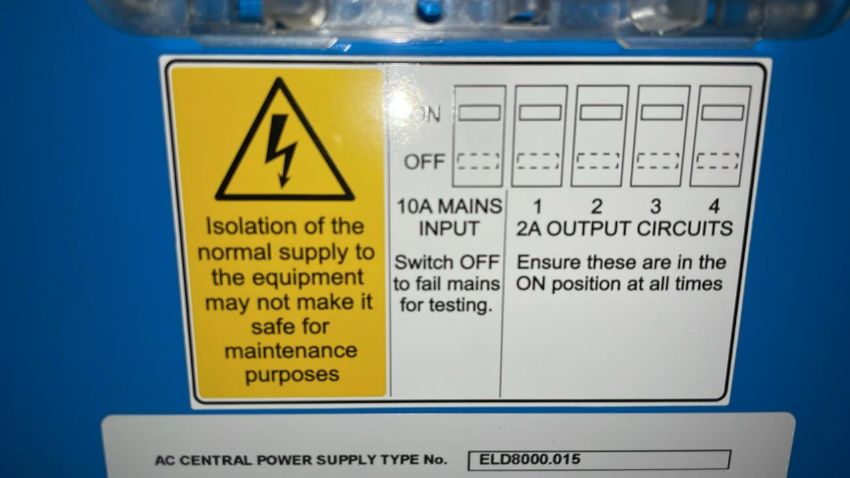 Isolation of the
normal supply to
the equipment
may not make it
safe for
maintenance
purposes
ON
OFF
10A MAINS
INPUT
Switch OFF
to fail mains
for testing.
1 2 3 4
2A OUTPUT CIRCUITS
Ensure these are in the
ON position at all times
AC CENTRAL POWER SUPPLY TYPE No. ELD8000.015